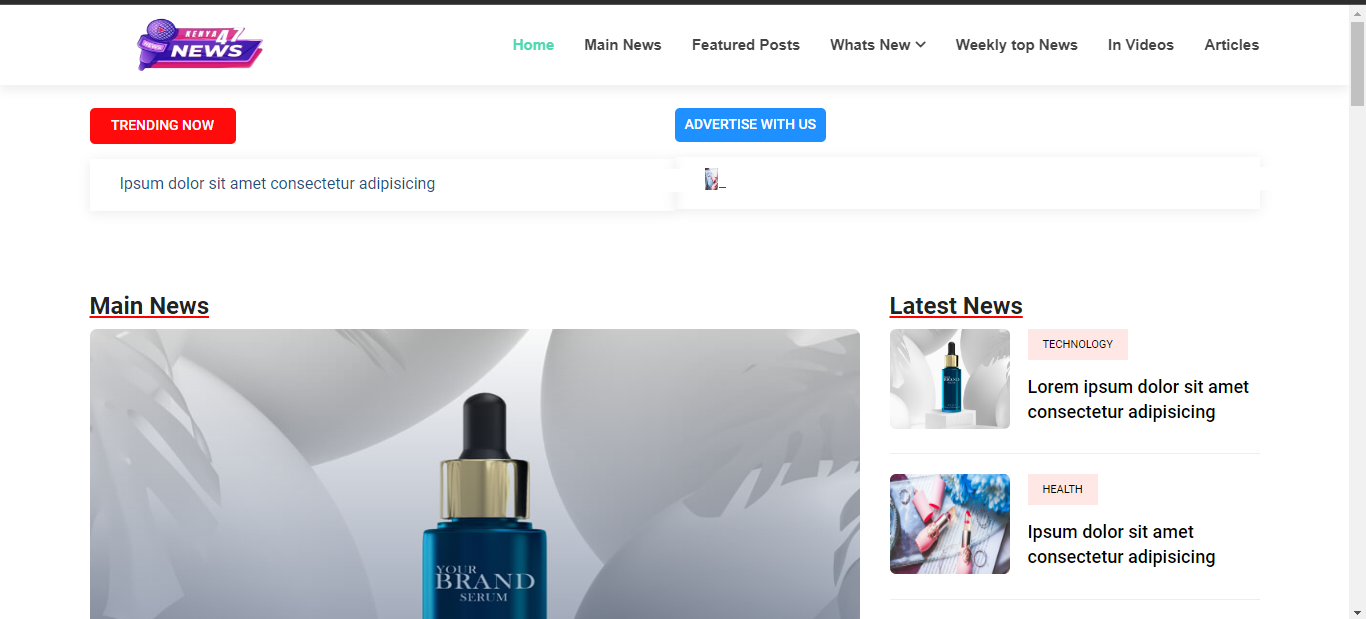 KENYA 47
NEWS
NEWS
Home
Main News
Featured Posts
Whats New
Weekly top News
In Videos
Articles
TRENDING NOW
ADVERTISE WITH US
Ipsum dolor sit amet consectetur adipisicing
Main News
Latest News
YOUR
BRAND
SERUM
TECHNOLOGY
Lorem ipsum dolor sit amet
consectetur adipisicing
HEALTH
Ipsum dolor sit amet
consectetur adipisicing